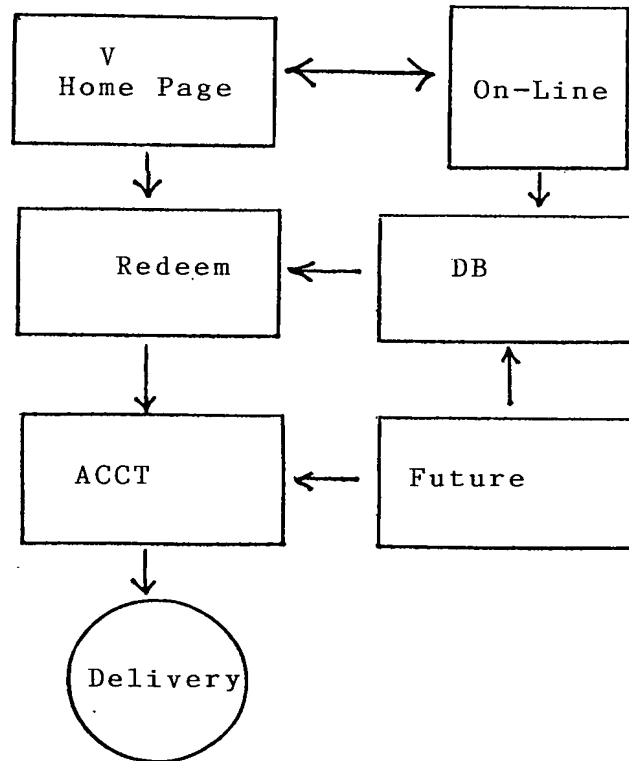 V
Home Page
On-Line
Redeem
DB
ACCT
Future
Delivery